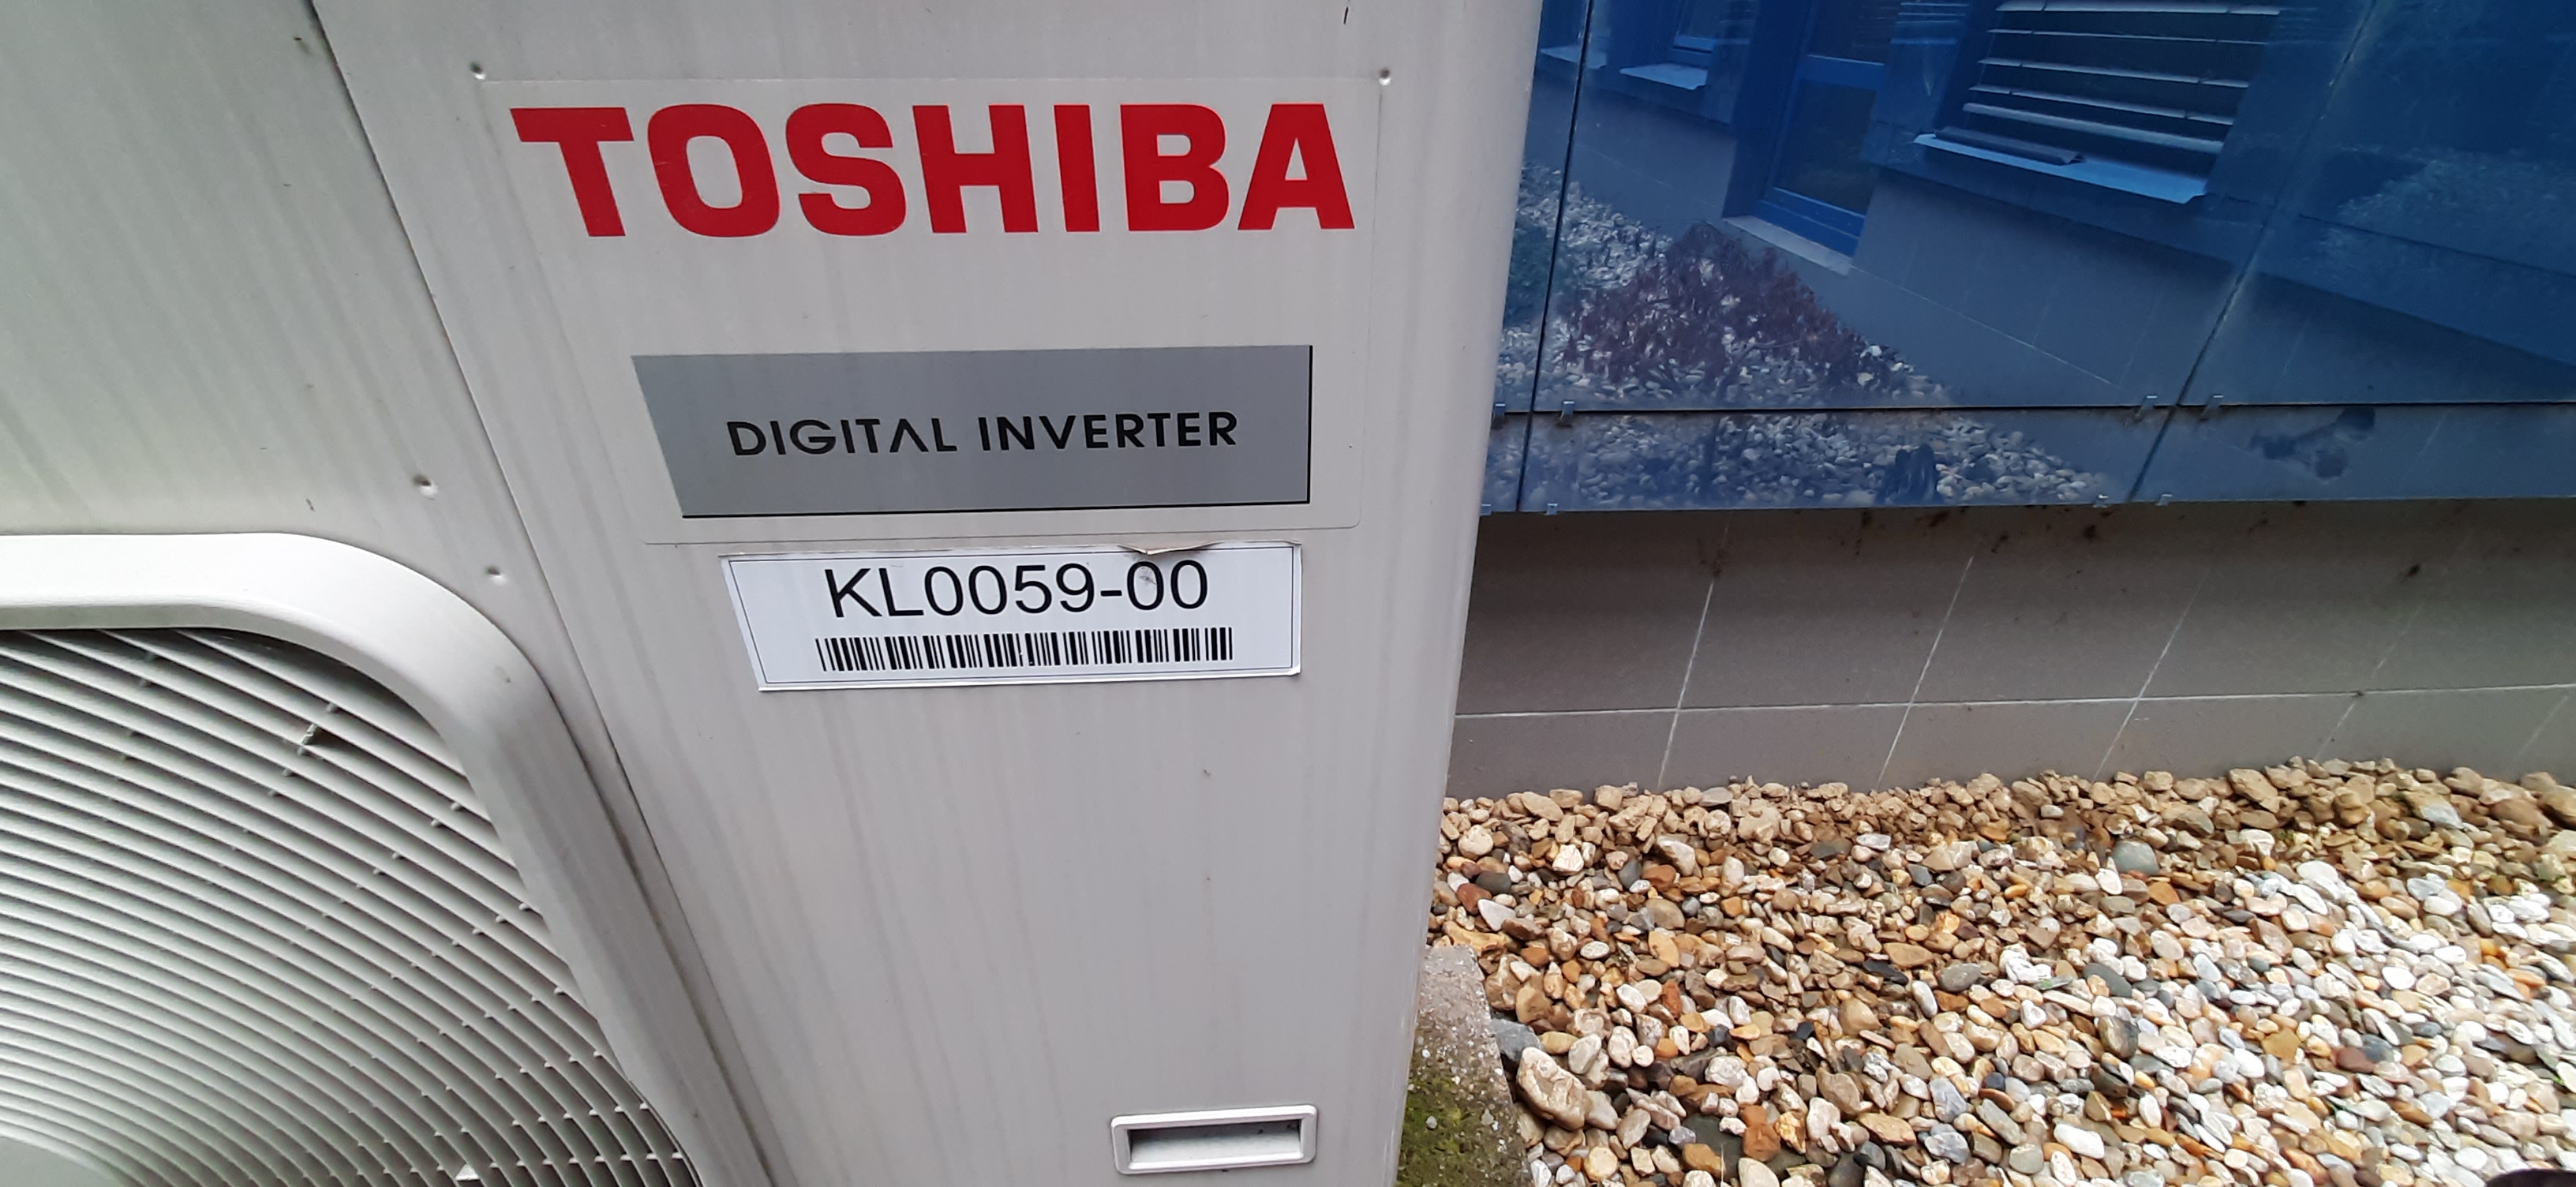 TOSHIBA
DIGITAL INVERTER
KL0059-00